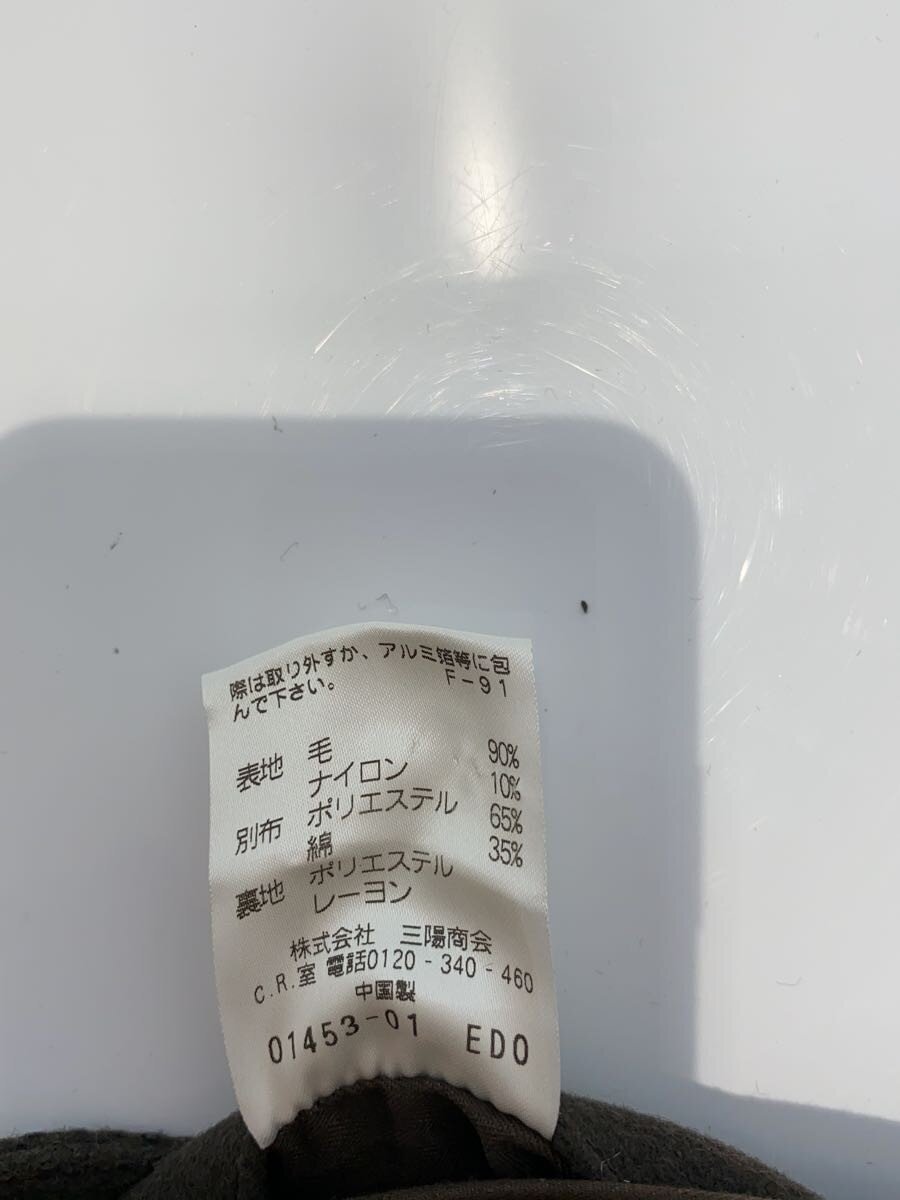 際は取り外すか、アルミ箔等に包
んで下さい。 F-91
表地 毛 90%
ナイロン 10%
別布 ポリエステル 65%
綿 35%
裏地 ポリエステル
レーヨン
株式会社 三陽商会
C.R.室 電話0120-340-460
中国製
01453-01 EDO